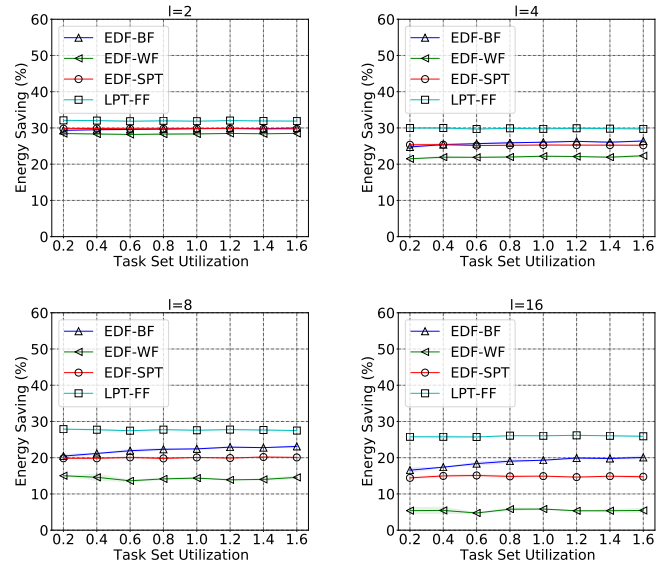 l=2
60
50
40
30
20
10
0
Energy Saving (%)
EDF-BF
EDF-WF
EDF-SPT
LPT-FF
0.2 0.4 0.6 0.8 1.0 1.2 1.4 1.6
Task Set Utilization
l=4
60
50
40
30
20
10
0
Energy Saving (%)
EDF-BF
EDF-WF
EDF-SPT
LPT-FF
0.2 0.4 0.6 0.8 1.0 1.2 1.4 1.6
Task Set Utilization
l=8
60
50
40
30
20
10
0
Energy Saving (%)
EDF-BF
EDF-WF
EDF-SPT
LPT-FF
0.2 0.4 0.6 0.8 1.0 1.2 1.4 1.6
Task Set Utilization
l=16
60
50
40
30
20
10
0
Energy Saving (%)
EDF-BF
EDF-WF
EDF-SPT
LPT-FF
0.2 0.4 0.6 0.8 1.0 1.2 1.4 1.6
Task Set Utilization